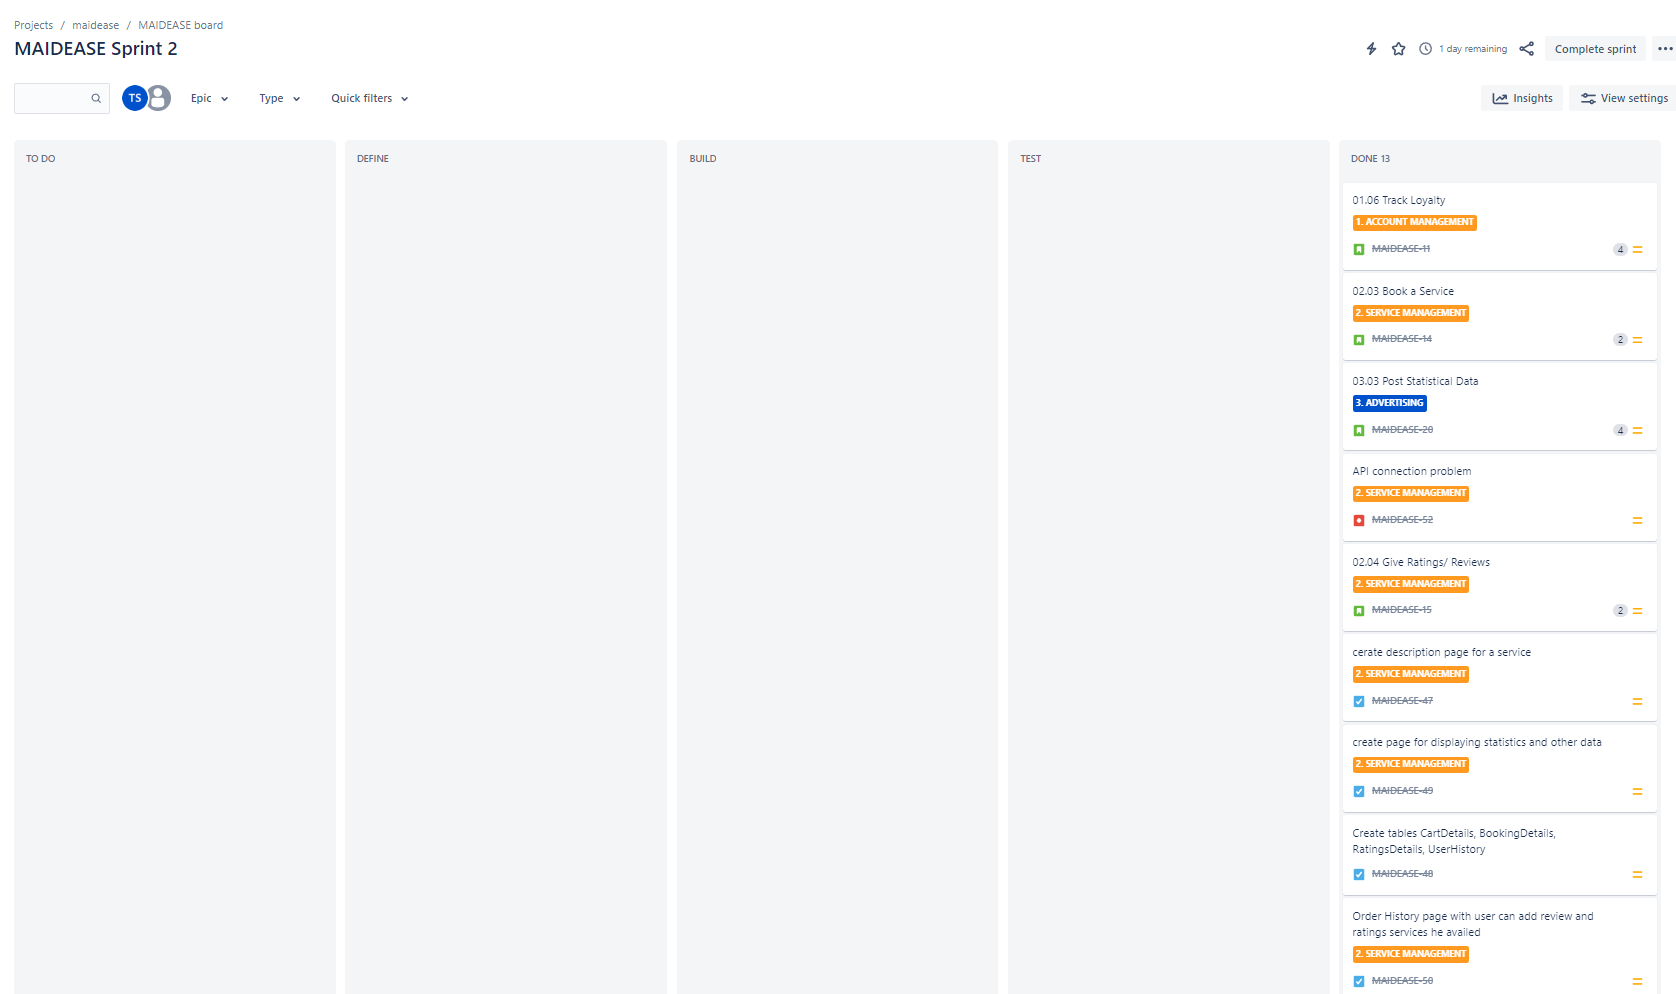 Projects / maidease / MAIDEASE board
MAIDEASE Sprint 2
1 day remaining
Complete sprint
TS
Epic
Type
Quick filters
Insights
View settings
TO DO
DEFINE
BUILD
TEST
DONE 13
01.06 Track Loyalty
1. ACCOUNT MANAGEMENT
MAIDEASE-11
4
02.03 Book a Service
2. SERVICE MANAGEMENT
MAIDEASE-14
2
03.03 Post Statistical Data
3. ADVERTISING
MAIDEASE-20
4
API connection problem
2. SERVICE MANAGEMENT
MAIDEASE-52
02.04 Give Ratings/ Reviews
2. SERVICE MANAGEMENT
MAIDEASE-15
2
cerate description page for a service
2. SERVICE MANAGEMENT
MAIDEASE-47
create page for displaying statistics and other data
2. SERVICE MANAGEMENT
MAIDEASE-49
Create tables CartDetails, BookingDetails,
RatingsDetails, UserHistory
MAIDEASE-48
Order History page with user can add review and
ratings services he availed
2. SERVICE MANAGEMENT
MAIDEASE-50